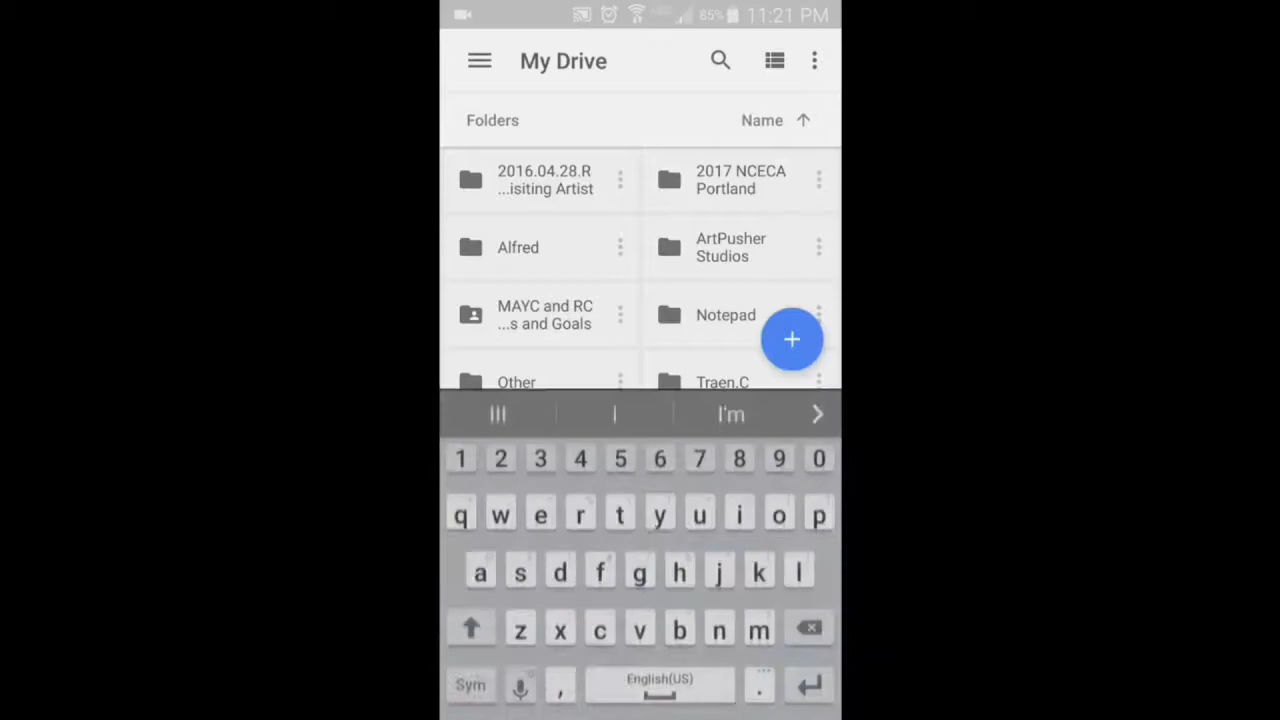 85% 11:21 PM
My Drive
Folders Name
2016.04.28.R
...isiting Artist
2017 NCECA
Portland
Alfred
ArtPusher
Studios
MAYC and RC
...s and Goals
Notepad
Other
Traen.C
I'm
1 2 3 4 5 6 7 8 9 0
q w e r t y u i o p
a s d f g h j k l
z x c v b n m
Sym , English(US) .